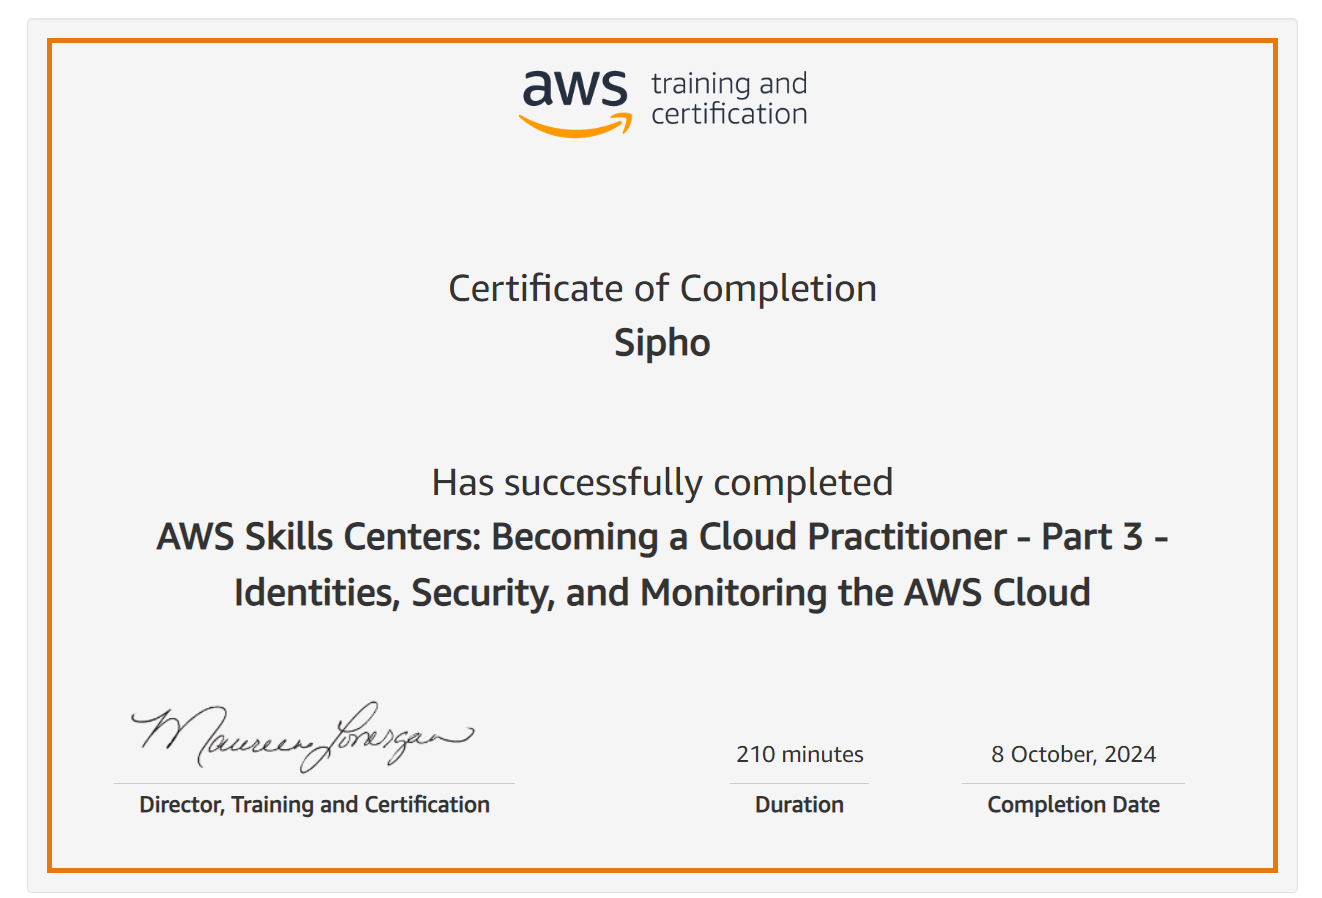 aws training and
certification
Certificate of Completion
Sipho
Has successfully completed
AWS Skills Centers: Becoming a Cloud Practitioner - Part 3 -
Identities, Security, and Monitoring the AWS Cloud
Maureen Lonergan
210 minutes
8 October, 2024
Director, Training and Certification
Duration
Completion Date